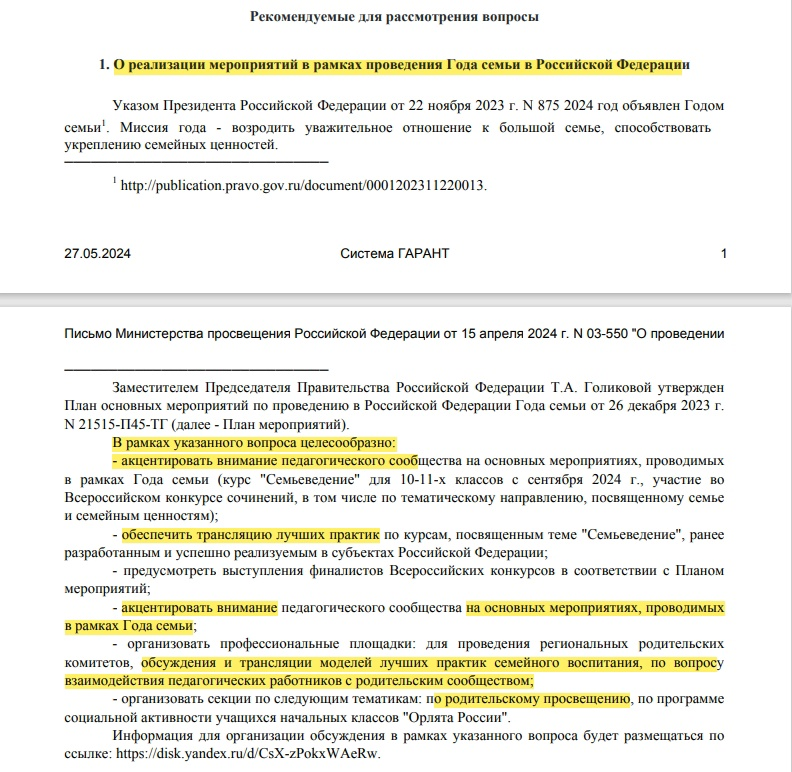 Рекомендуемые для рассмотрения вопросы
1. О реализации мероприятий в рамках проведения Года семьи в Российской Федерации
Указом Президента Российской Федерации от 22 ноября 2023 г. N 875 2024 год объявлен Годом
семьи¹. Миссия года - возродить уважительное отношение к большой семье, способствовать
укреплению семейных ценностей.
¹ http://publication.pravo.gov.ru/document/0001202311220013.
27.05.2024 Система ГАРАНТ 1
Письмо Министерства просвещения Российской Федерации от 15 апреля 2024 г. N 03-550 "О проведении
Заместителем Председателя Правительства Российской Федерации Т.А. Голиковой утвержден
План основных мероприятий по проведению в Российской Федерации Года семьи от 26 декабря 2023 г.
N 21515-П45-ТГ (далее - План мероприятий).
В рамках указанного вопроса целесообразно:
- акцентировать внимание педагогического сообщества на основных мероприятиях, проводимых
в рамках Года семьи (курс "Семьеведение" для 10-11-х классов с сентября 2024 г., участие во
Всероссийском конкурсе сочинений, в том числе по тематическому направлению, посвященному семье
и семейным ценностям);
- обеспечить трансляцию лучших практик по курсам, посвященным теме "Семьеведение", ранее
разработанным и успешно реализуемым в субъектах Российской Федерации;
- предусмотреть выступления финалистов Всероссийских конкурсов в соответствии с Планом
мероприятий;
- акцентировать внимание педагогического сообщества на основных мероприятиях, проводимых
в рамках Года семьи;
- организовать профессиональные площадки: для проведения региональных родительских
комитетов, обсуждения и трансляции моделей лучших практик семейного воспитания, по вопросу
взаимодействия педагогических работников с родительским сообществом;
- организовать секции по следующим тематикам: по родительскому просвещению, по программе
социальной активности учащихся начальных классов "Орлята России".
Информация для организации обсуждения в рамках указанного вопроса будет размещаться по
ссылке: https://disk.yandex.ru/d/CsX-zPokxWAeRw.